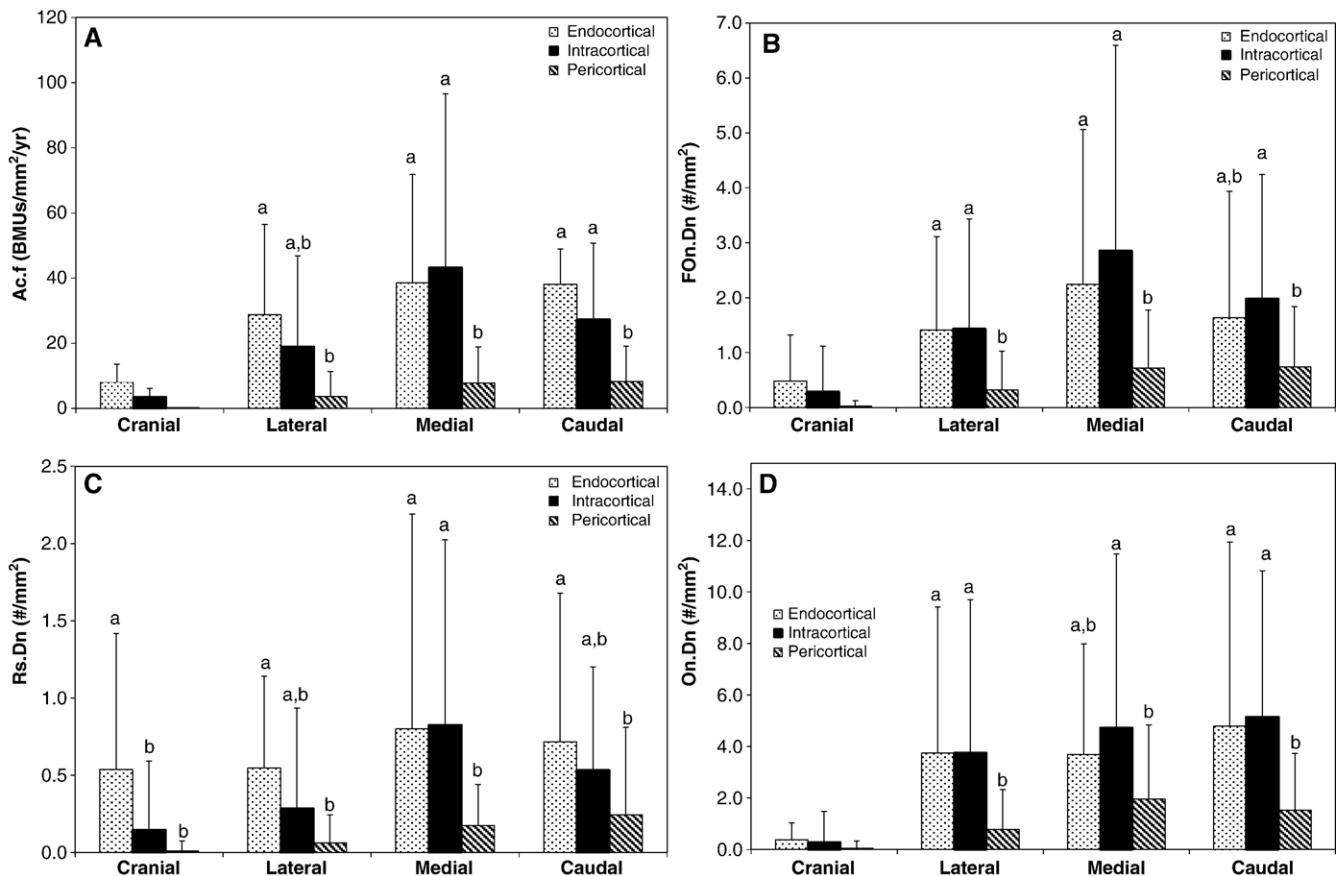 A
Ac.f (BMUs/mm²/yr)
120
100
80
60
40
20
0
Endocortical
Intracortical
Pericortical
a
a,b
b
a
a
b
a
a
b
Cranial Lateral Medial Caudal
B
FOn.Dn (#/mm²)
7.0
6.0
5.0
4.0
3.0
2.0
1.0
0.0
Endocortical
Intracortical
Pericortical
a
a
b
a
a
b
a,b
a
b
Cranial Lateral Medial Caudal
C
Rs.Dn (#/mm²)
2.5
2.0
1.5
1.0
0.5
0.0
Endocortical
Intracortical
Pericortical
a
b
b
a
a,b
b
a
a
b
a
a,b
b
Cranial Lateral Medial Caudal
D
On.Dn (#/mm²)
14.0
12.0
10.0
8.0
6.0
4.0
2.0
0.0
Endocortical
Intracortical
Pericortical
a
a
b
a,b
a
b
a
a
b
Cranial Lateral Medial Caudal